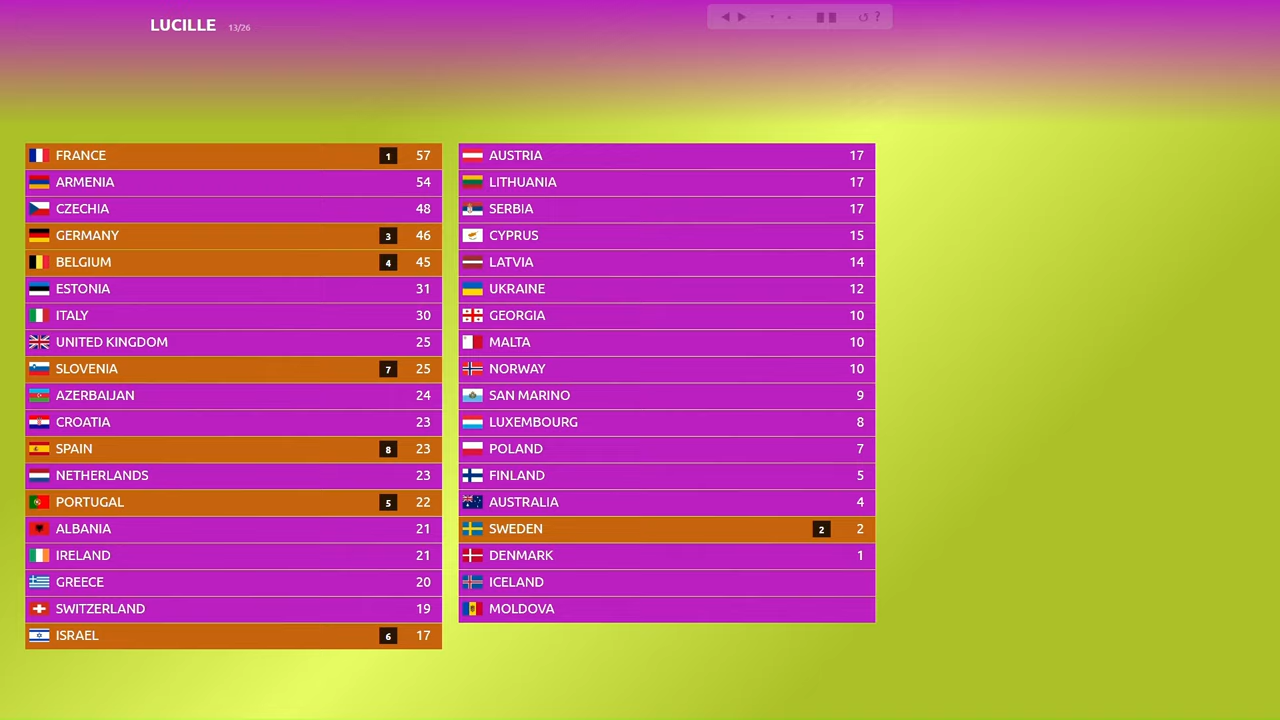 LUCILLE 13/26
?
FRANCE 1 57
ARMENIA 54
CZECHIA 48
GERMANY 3 46
BELGIUM 4 45
ESTONIA 31
ITALY 30
UNITED KINGDOM 25
SLOVENIA 7 25
AZERBAIJAN 24
CROATIA 23
SPAIN 8 23
NETHERLANDS 23
PORTUGAL 5 22
ALBANIA 21
IRELAND 21
GREECE 20
SWITZERLAND 19
ISRAEL 6 17
AUSTRIA 17
LITHUANIA 17
SERBIA 17
CYPRUS 15
LATVIA 14
UKRAINE 12
GEORGIA 10
MALTA 10
NORWAY 10
SAN MARINO 9
LUXEMBOURG 8
POLAND 7
FINLAND 5
AUSTRALIA 4
SWEDEN 2 2
DENMARK 1
ICELAND
MOLDOVA